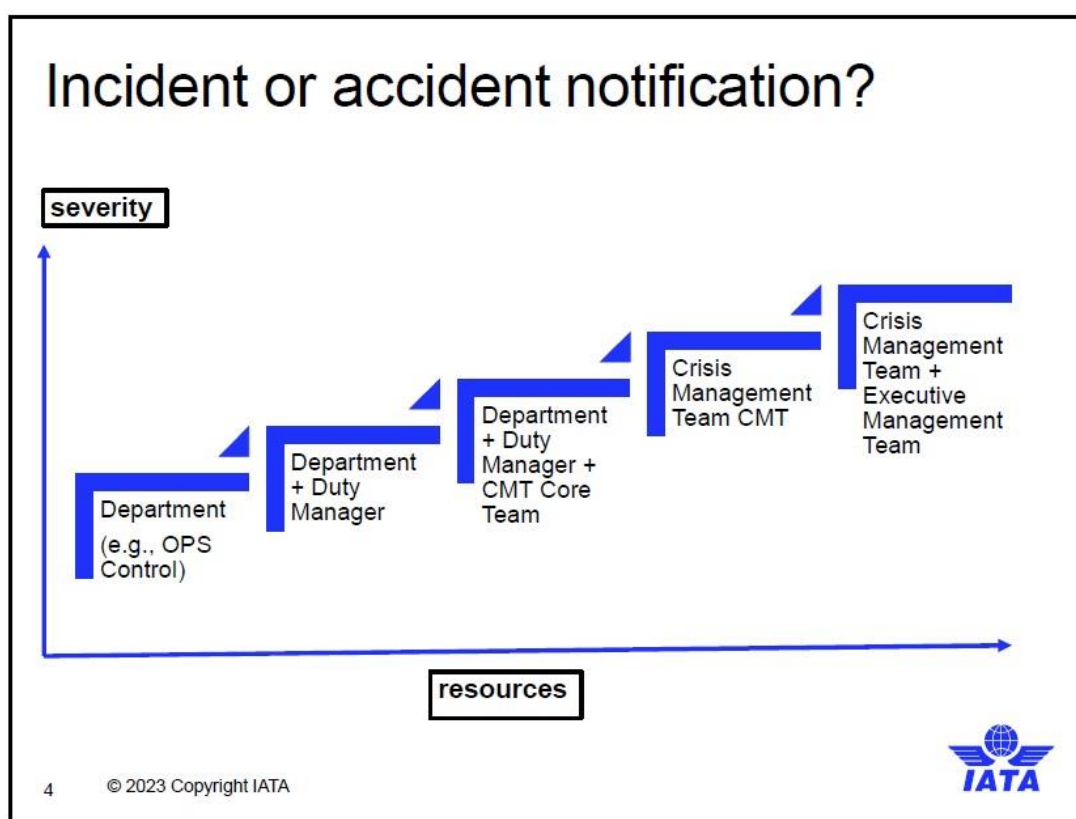 Incident or accident notification?
severity
Department
(e.g., OPS
Control)
Department
+ Duty
Manager
Department
+ Duty
Manager +
CMT Core
Team
Crisis
Management
Team CMT
Crisis
Management
Team +
Executive
Management
Team
resources
4
© 2023 Copyright IATA
IATA